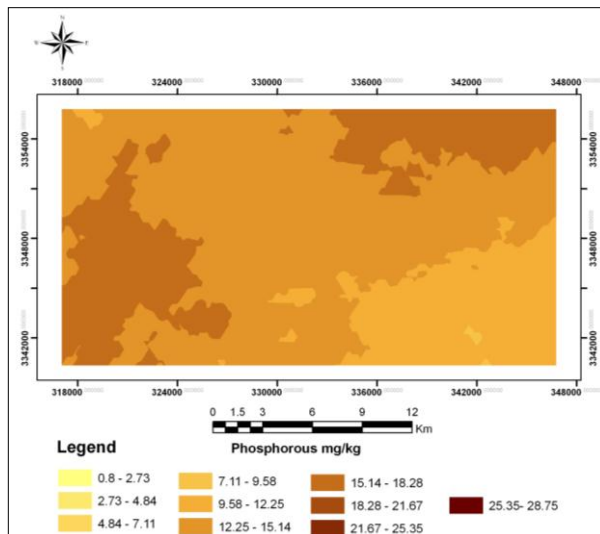 N
W E
318000 324000 330000 336000 342000 348000
3354000 3354000
3348000 3348000
3342000 3342000
318000 324000 330000 336000 342000 348000
0 1.5 3 6 9 12
Km
Legend Phosphorous mg/kg
0.8 - 2.73 7.11 - 9.58 15.14 - 18.28
2.73 - 4.84 9.58 - 12.25 18.28 - 21.67 25.35- 28.75
4.84 - 7.11 12.25 - 15.14 21.67 - 25.35